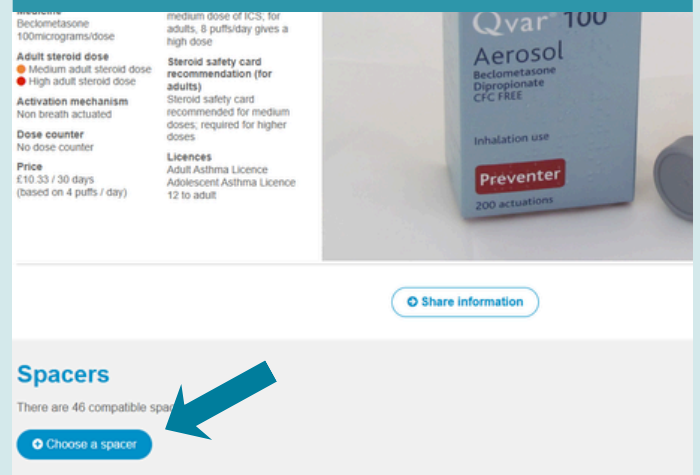 Beclometasone
100micrograms/dose
Adult steroid dose
Medium adult steroid dose
High adult steroid dose
Activation mechanism
Non breath actuated
Dose counter
No dose counter
Price
£10.33 / 30 days
(based on 4 puffs / day)
medium dose of ICS; for
adults, 8 puffs/day gives a
high dose
Steroid safety card
recommendation (for
adults)
Steroid safety card
recommended for medium
doses; required for higher
doses
Licences
Adult Asthma Licence
Adolescent Asthma Licence
12 to adult
Qvar 100
Aerosol
Beclometasone
Dipropionate
CFC FREE
Inhalation use
Preventer
200 actuations
Share information
Spacers
There are 46 compatible
Choose a spacer